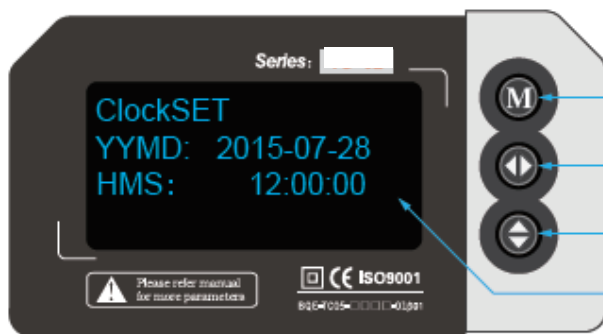 Series:
ClockSET
YYMD: 2015-07-28
HMS: 12:00:00
M
Please refer manual
for more parameters
CE ISO9001